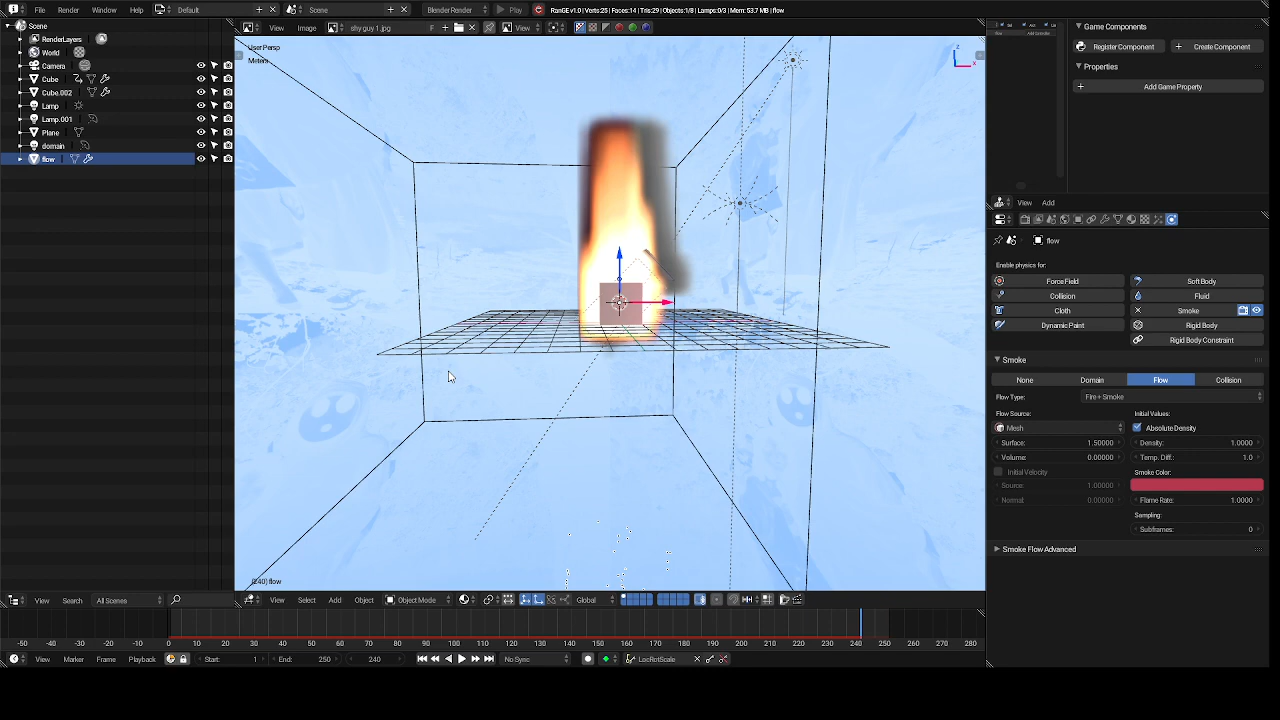 File Render Window Help Default Scene Blender Render Play RanGE v1.0 | Verts:25 | Faces:14 | Tris:29 | Objects:1/8 | Lamps:0/3 | Mem: 53.7 MB | flow
View Image shy guy 1.jpg F View
Scene
RenderLayers
World
Camera
Cube
Cube.002
Lamp
Lamp.001
Plane
domain
flow
User Persp
Meters
z
x
(240) flow
Game Components
Register Component
Create Component
Properties
Add Game Property
View Add
flow
Enable physics for:
Force Field
Soft Body
Collision
Fluid
Cloth
Smoke
Dynamic Paint
Rigid Body
Rigid Body Constraint
Smoke
None Domain Flow Collision
Flow Type: Fire + Smoke
Flow Source:
Initial Values:
Mesh
Absolute Density
Surface: 1.50000
Density: 1.0000
Volume: 0.00000
Temp. Diff.: 1.0
Initial Velocity
Smoke Color:
Source: 1.00000
Normal: 0.00000
Flame Rate: 1.0000
Sampling:
Subframes: 0
Smoke Flow Advanced
View Search All Scenes
View Select Add Object Object Mode Global
-50 -40 -30 -20 -10 0 10 20 30 40 50 60 70 80 90 100 110 120 130 140 150 160 170 180 190 200 210 220 230 240 250 260 270 280
View Marker Frame Playback Start: 1 End: 250 240 No Sync LocRotScale